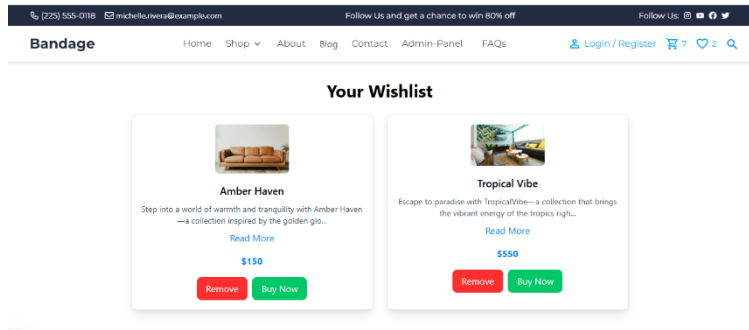 (225) 555-0118 michelle.rivera@example.com Follow Us and get a chance to win 80% off Follow Us:
Bandage Home Shop About Blog Contact Admin-Panel FAQs Login / Register 7 2
Your Wishlist
Amber Haven
Step into a world of warmth and tranquility with Amber Haven
—a collection inspired by the golden glo...
Read More
$150
Remove Buy Now
Tropical Vibe
Escape to paradise with TropicalVibe—a collection that brings
the vibrant energy of the tropics righ...
Read More
$550
Remove Buy Now